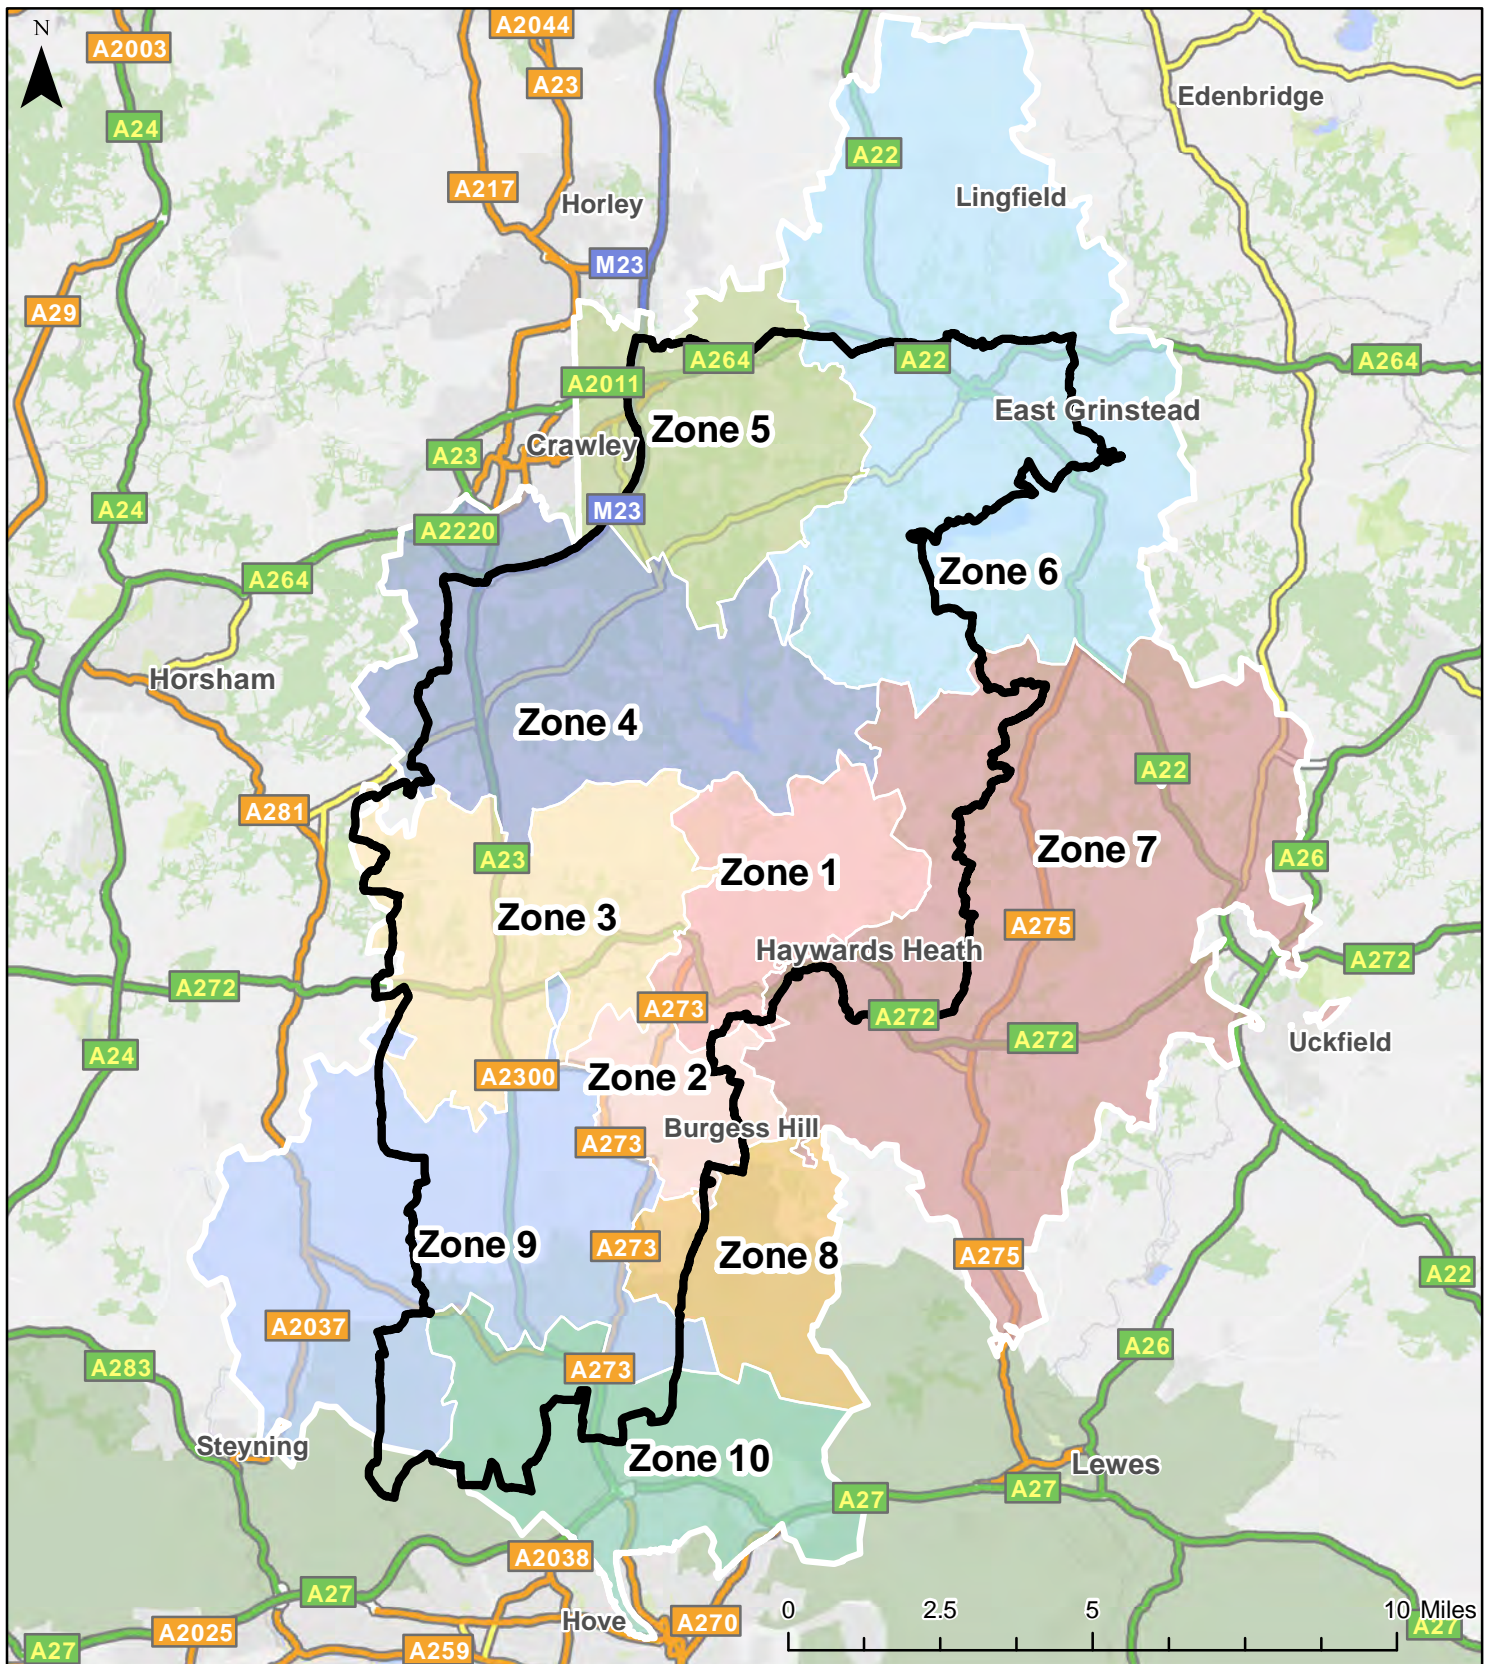 N
A2003
A2044
A23
Edenbridge
A24
A22
A217
Lingfield
Horley
M23
A29
A264
A22
A264
A2011
East Grinstead
Zone 5
Crawley
A23
A24
M23
A2220
A264
Zone 6
Horsham
Zone 4
A22
A281
A23
Zone 7
A26
Zone 1
Zone 3
A275
Haywards Heath
A272
A272
A273
A272
A272
Uckfield
A24
A2300
Zone 2
Burgess Hill
A273
Zone 9
A273
Zone 8
A275
A22
A2037
A26
A283
A273
Steyning
Zone 10
Lewes
A27
A27
A2038
A27
0 2.5 5 10 Miles
Hove
A270
A27
A2025
A259
A27